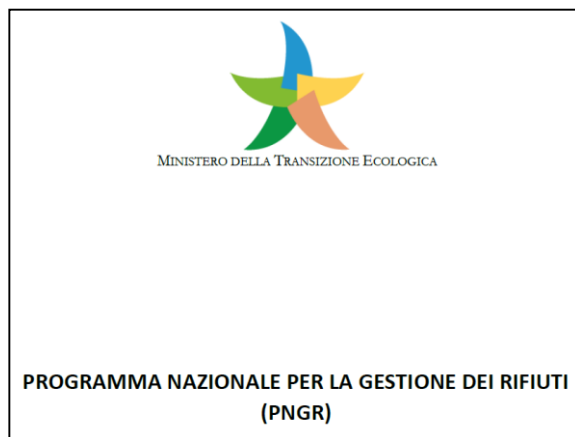 MINISTERO DELLA TRANSIZIONE ECOLOGICA
PROGRAMMA NAZIONALE PER LA GESTIONE DEI RIFIUTI
(PNGR)